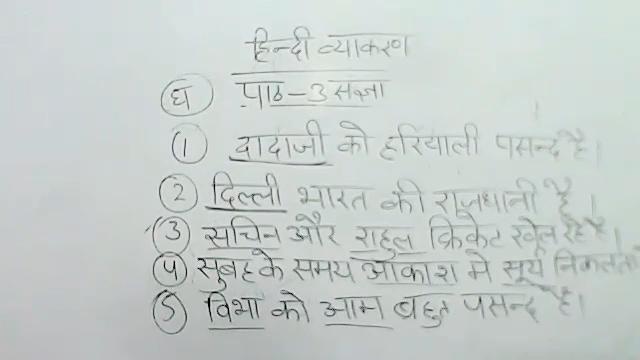 हिन्दी व्याकरण
घ पाठ-3 संज्ञा
1 दादाजी को हरियाली पसन्द है।
2 दिल्ली भारत की राजधानी है।
3 सचिन और राहुल क्रिकेट खेल रहे है।
4 सुबह के समय आकाश मे सूर्य निकलता
5 विभा को आम बहुत पसन्द है।